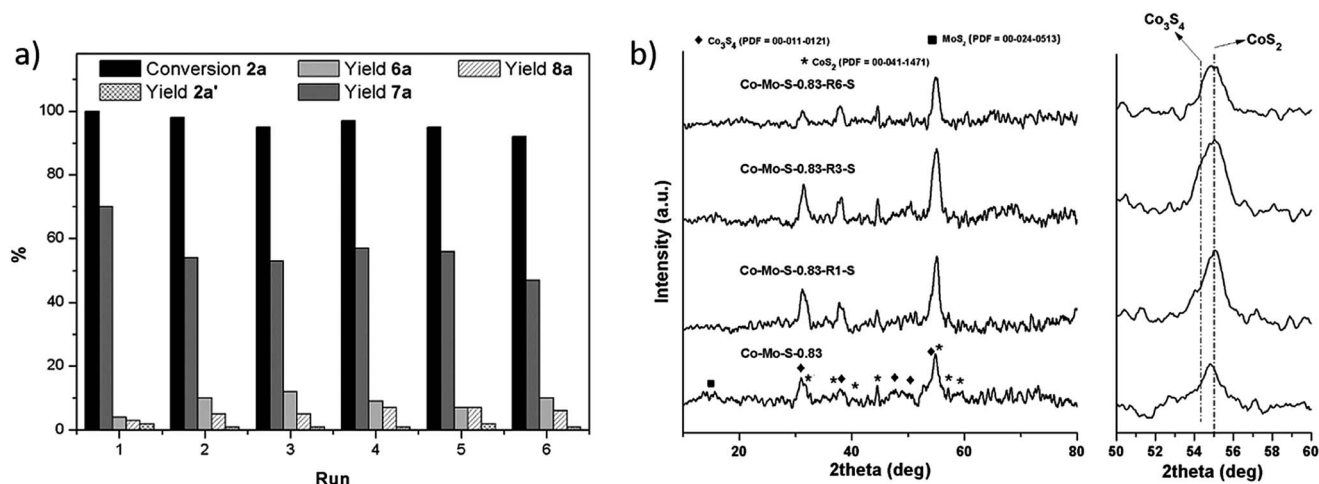 a)
Conversion 2a
Yield 6a
Yield 8a
Yield 2a'
Yield 7a
100
80
60
40
20
0
%
1 2 3 4 5 6
Run
b)
◆ Co3S4 (PDF = 00-011-0121)
■ MoS2 (PDF = 00-024-0513)
* CoS2 (PDF = 00-041-1471)
Co-Mo-S-0.83-R6-S
Co-Mo-S-0.83-R3-S
Co-Mo-S-0.83-R1-S
Co-Mo-S-0.83
Intensity (a.u.)
20 40 60 80
2theta (deg)
Co3S4
CoS2
50 52 54 56 58 60
2theta (deg)